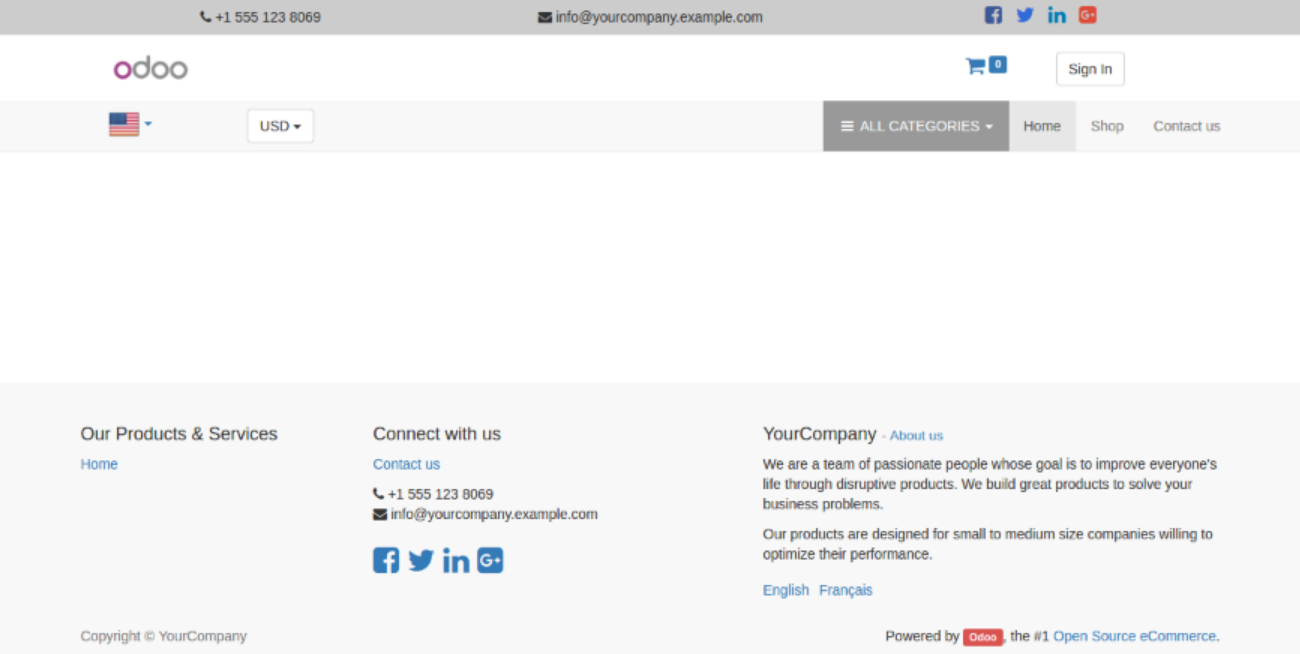 +1 555 123 8069 info@yourcompany.example.com
odoo 0 Sign In
USD ALL CATEGORIES Home Shop Contact us
Our Products & Services
Home
Connect with us
Contact us
+1 555 123 8069
info@yourcompany.example.com
YourCompany - About us
We are a team of passionate people whose goal is to improve everyone's
life through disruptive products. We build great products to solve your
business problems.
Our products are designed for small to medium size companies willing to
optimize their performance.
English Français
Copyright © YourCompany
Powered by Odoo, the #1 Open Source eCommerce.